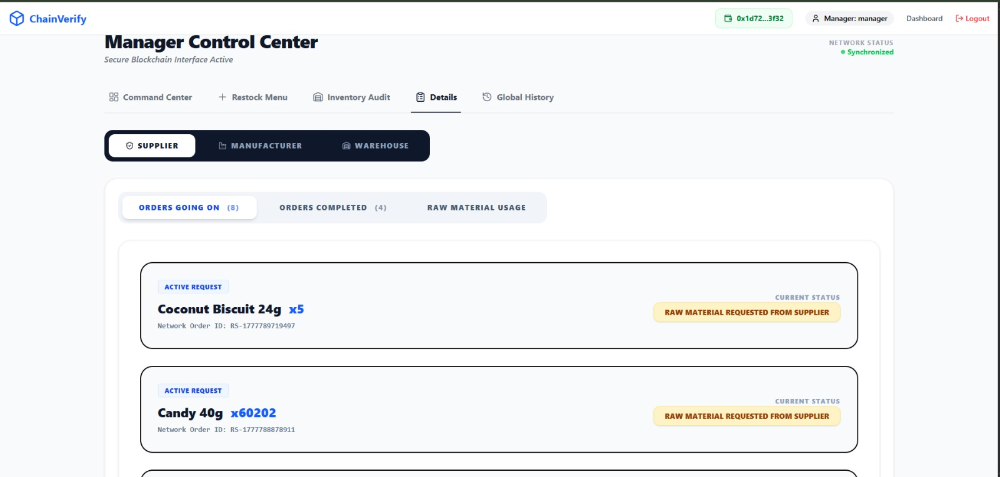 ChainVerify
0x1d72...3f32
Manager: manager
Dashboard
Logout
Manager Control Center
Secure Blockchain Interface Active
NETWORK STATUS
Synchronized
Command Center
Restock Menu
Inventory Audit
Details
Global History
SUPPLIER
MANUFACTURER
WAREHOUSE
ORDERS GOING ON (8)
ORDERS COMPLETED (4)
RAW MATERIAL USAGE
ACTIVE REQUEST
Coconut Biscuit 24g x5
Network Order ID: RS-1777789719497
CURRENT STATUS
RAW MATERIAL REQUESTED FROM SUPPLIER
ACTIVE REQUEST
Candy 40g x60202
Network Order ID: RS-1777788878911
CURRENT STATUS
RAW MATERIAL REQUESTED FROM SUPPLIER